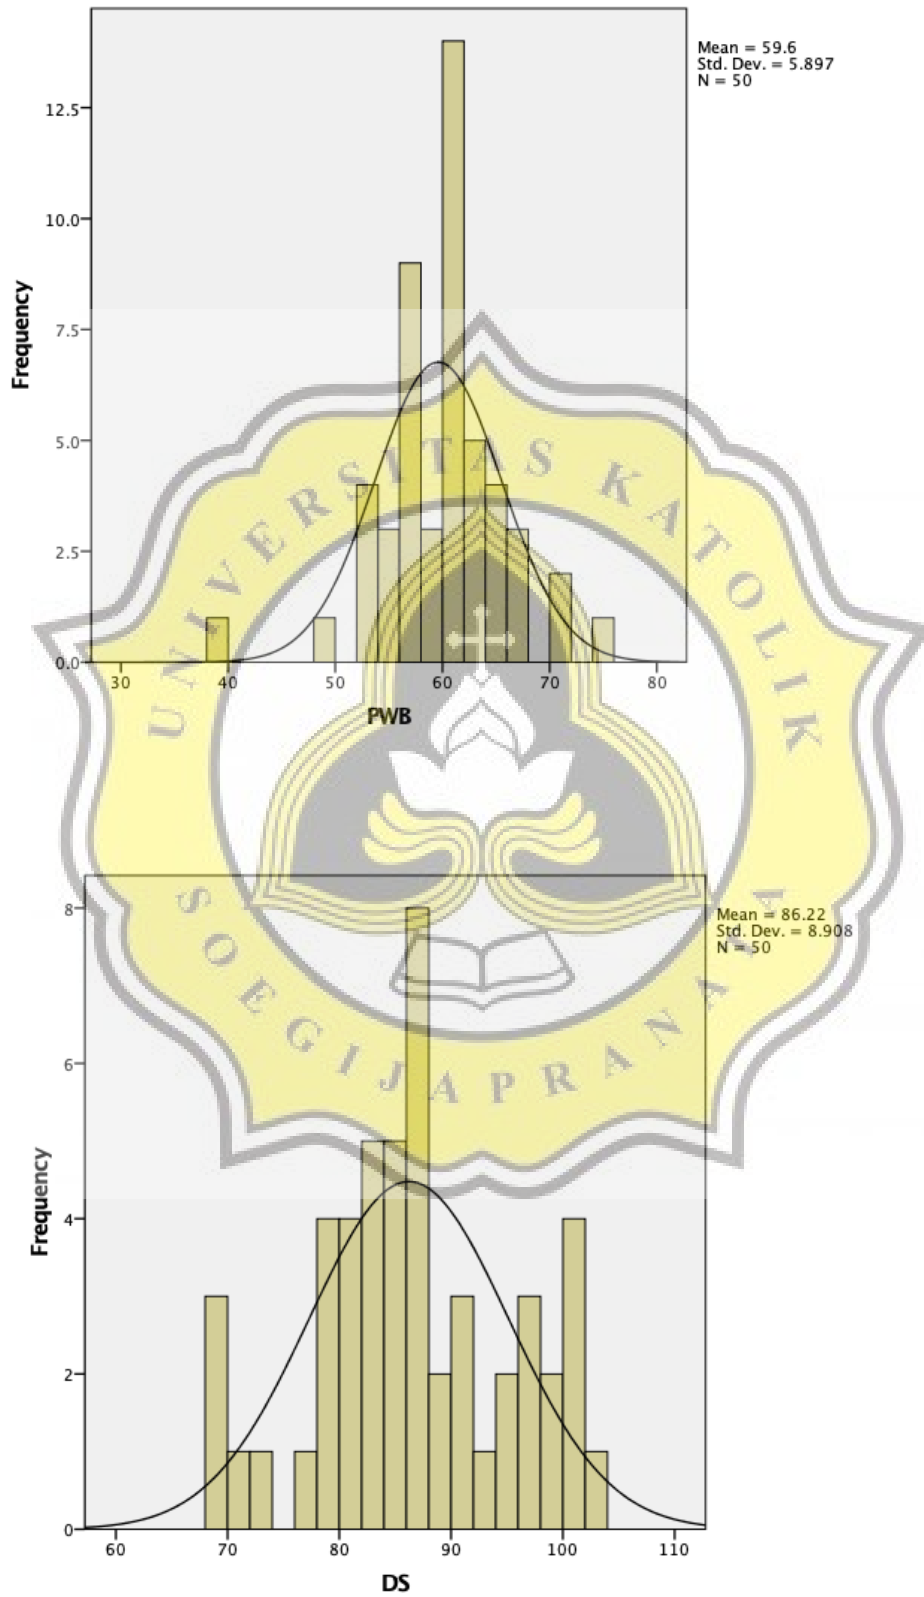 Mean = 59.6
Std. Dev. = 5.897
N = 50
12.5
10.0
7.5
5.0
2.5
0.0
Frequency
30 40 50 60 70 80
PWB
UNIVERSITAS KATOLIK
SOEGIJAPRANATA
Mean = 86.22
Std. Dev. = 8.908
N = 50
8
6
4
2
0
Frequency
60 70 80 90 100 110
DS